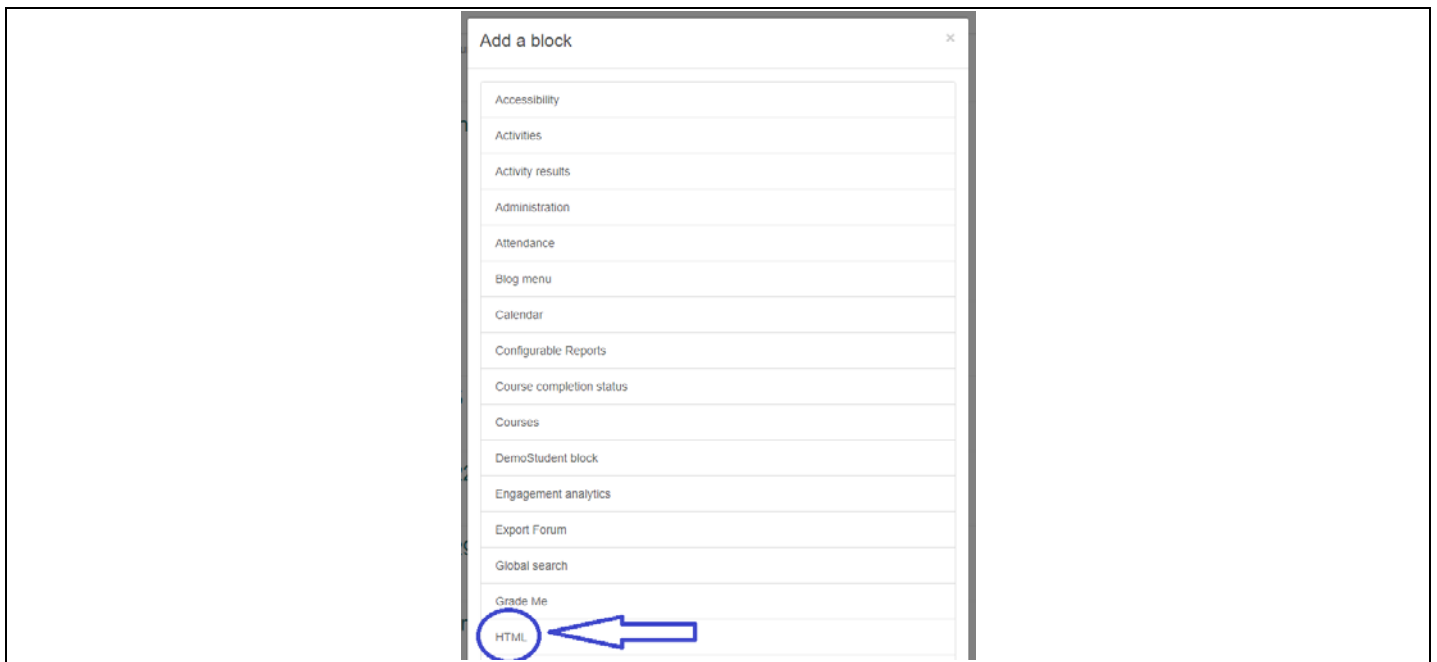 Add a block
×
Accessibility
Activities
Activity results
Administration
Attendance
Blog menu
Calendar
Configurable Reports
Course completion status
Courses
DemoStudent block
Engagement analytics
Export Forum
Global search
Grade Me
HTML